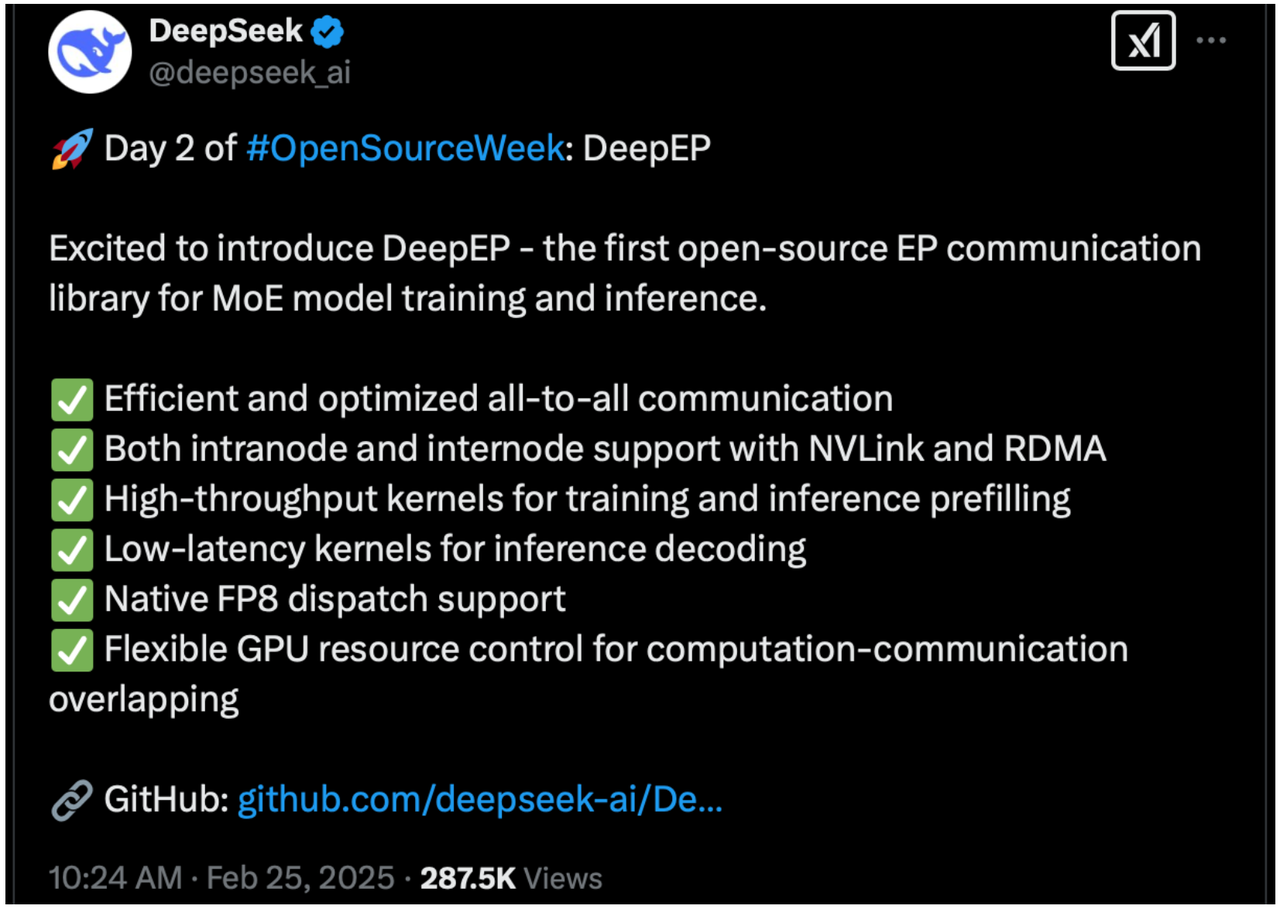 DeepSeek
@deepseek_ai
🚀 Day 2 of #OpenSourceWeek: DeepEP
Excited to introduce DeepEP - the first open-source EP communication
library for MoE model training and inference.
✅ Efficient and optimized all-to-all communication
✅ Both intranode and internode support with NVLink and RDMA
✅ High-throughput kernels for training and inference prefilling
✅ Low-latency kernels for inference decoding
✅ Native FP8 dispatch support
✅ Flexible GPU resource control for computation-communication
overlapping
🔗 GitHub: github.com/deepseek-ai/De...
10:24 AM · Feb 25, 2025 · 287.5K Views